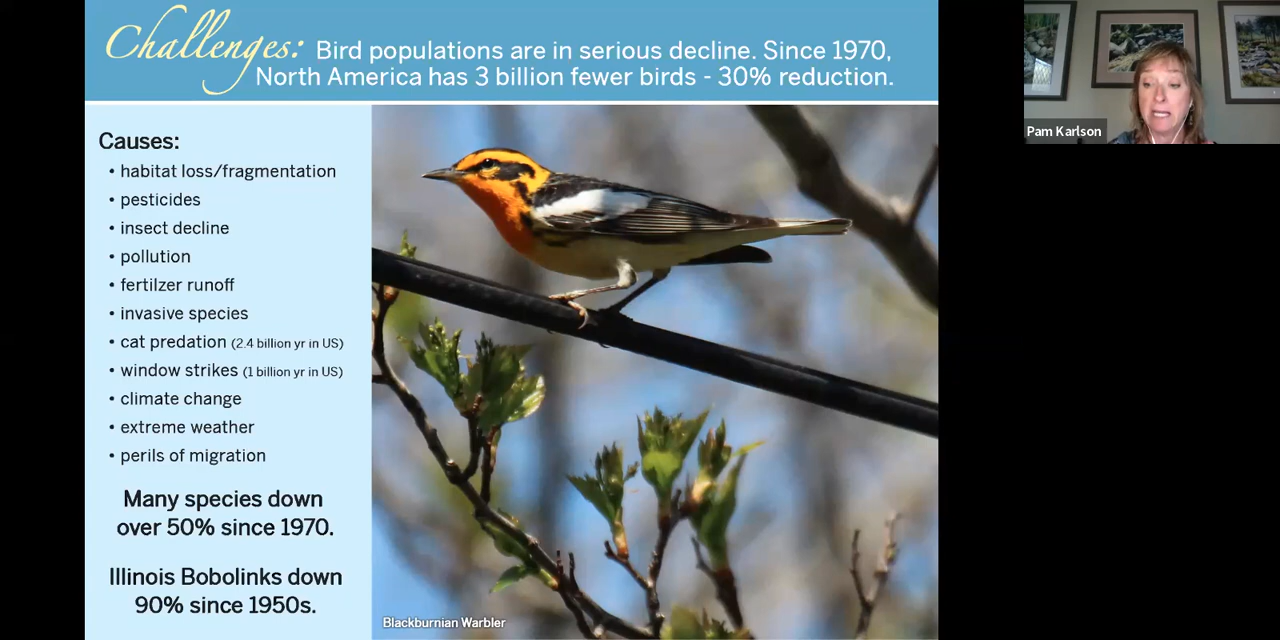 Challenges: Bird populations are in serious decline. Since 1970,
North America has 3 billion fewer birds - 30% reduction.
Causes:
• habitat loss/fragmentation
• pesticides
• insect decline
• pollution
• fertilzer runoff
• invasive species
• cat predation (2.4 billion yr in US)
• window strikes (1 billion yr in US)
• climate change
• extreme weather
• perils of migration
Many species down
over 50% since 1970.
Illinois Bobolinks down
90% since 1950s.
Blackburnian Warbler
Pam Karlson